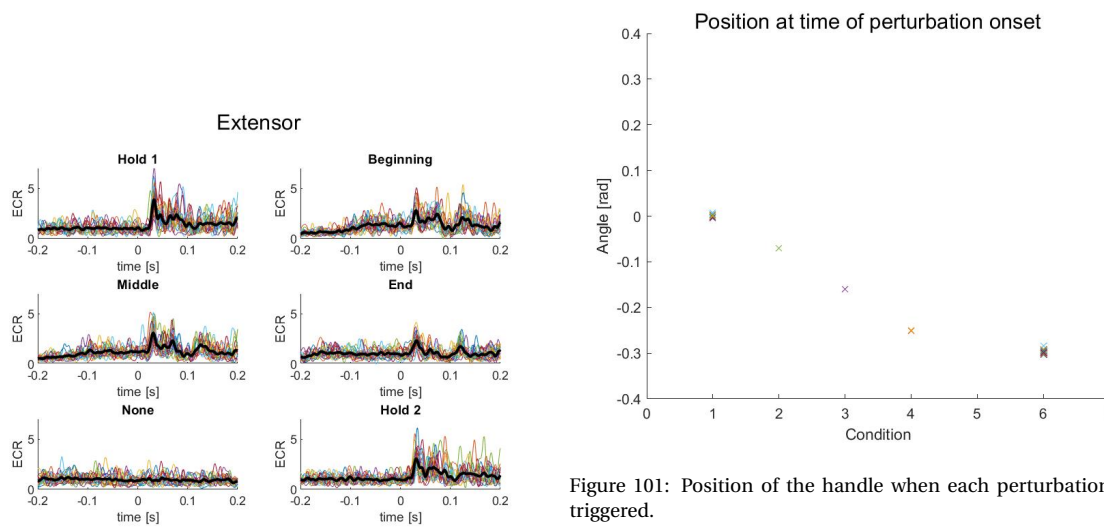 Extensor
Hold 1
ECR
5
0
-0.2 -0.1 0 0.1 0.2
time [s]
Beginning
ECR
5
0
-0.2 -0.1 0 0.1 0.2
time [s]
Middle
ECR
5
0
-0.2 -0.1 0 0.1 0.2
time [s]
End
ECR
5
0
-0.2 -0.1 0 0.1 0.2
time [s]
None
ECR
5
0
-0.2 -0.1 0 0.1 0.2
time [s]
Hold 2
ECR
5
0
-0.2 -0.1 0 0.1 0.2
time [s]
Position at time of perturbation onset
Angle [rad]
0.4
0.3
0.2
0.1
0
-0.1
-0.2
-0.3
-0.4
0 1 2 3 4 5 6
Condition
Figure 101: Position of the handle when each perturbation
triggered.